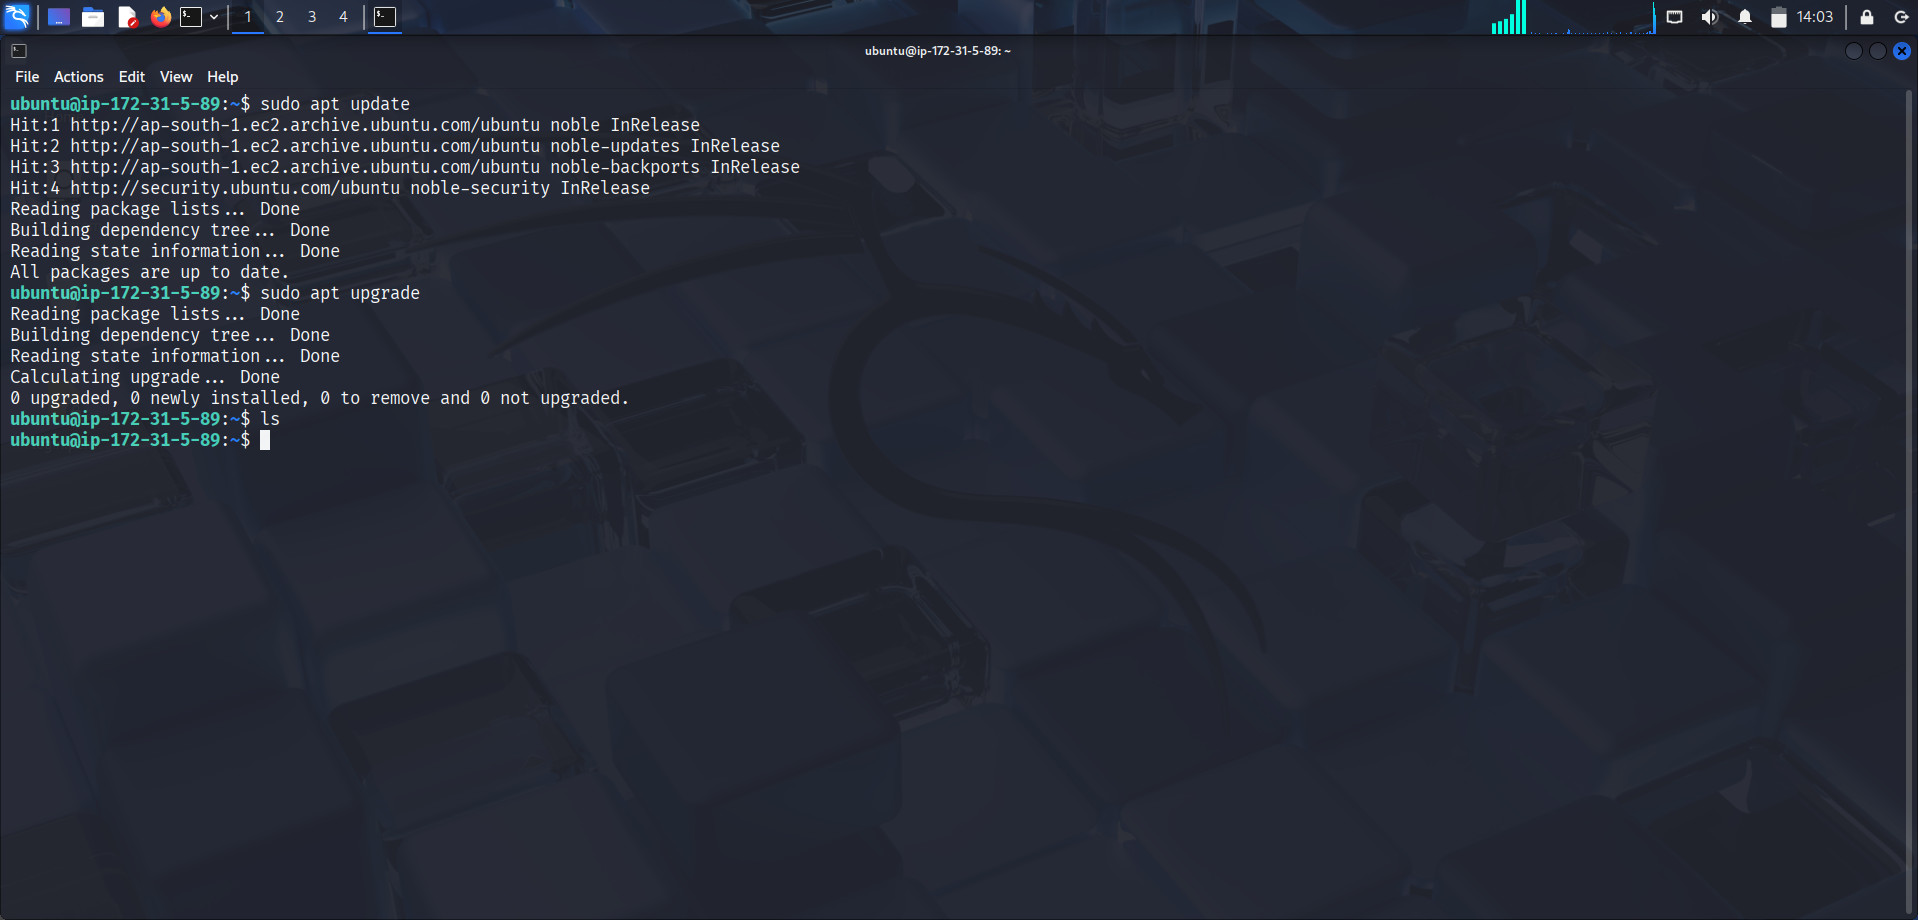 1 2 3 4 14:03
ubuntu@ip-172-31-5-89: ~
File Actions Edit View Help
ubuntu@ip-172-31-5-89:~$ sudo apt update
Hit:1 http://ap-south-1.ec2.archive.ubuntu.com/ubuntu noble InRelease
Hit:2 http://ap-south-1.ec2.archive.ubuntu.com/ubuntu noble-updates InRelease
Hit:3 http://ap-south-1.ec2.archive.ubuntu.com/ubuntu noble-backports InRelease
Hit:4 http://security.ubuntu.com/ubuntu noble-security InRelease
Reading package lists... Done
Building dependency tree... Done
Reading state information... Done
All packages are up to date.
ubuntu@ip-172-31-5-89:~$ sudo apt upgrade
Reading package lists... Done
Building dependency tree... Done
Reading state information... Done
Calculating upgrade... Done
0 upgraded, 0 newly installed, 0 to remove and 0 not upgraded.
ubuntu@ip-172-31-5-89:~$ ls
ubuntu@ip-172-31-5-89:~$